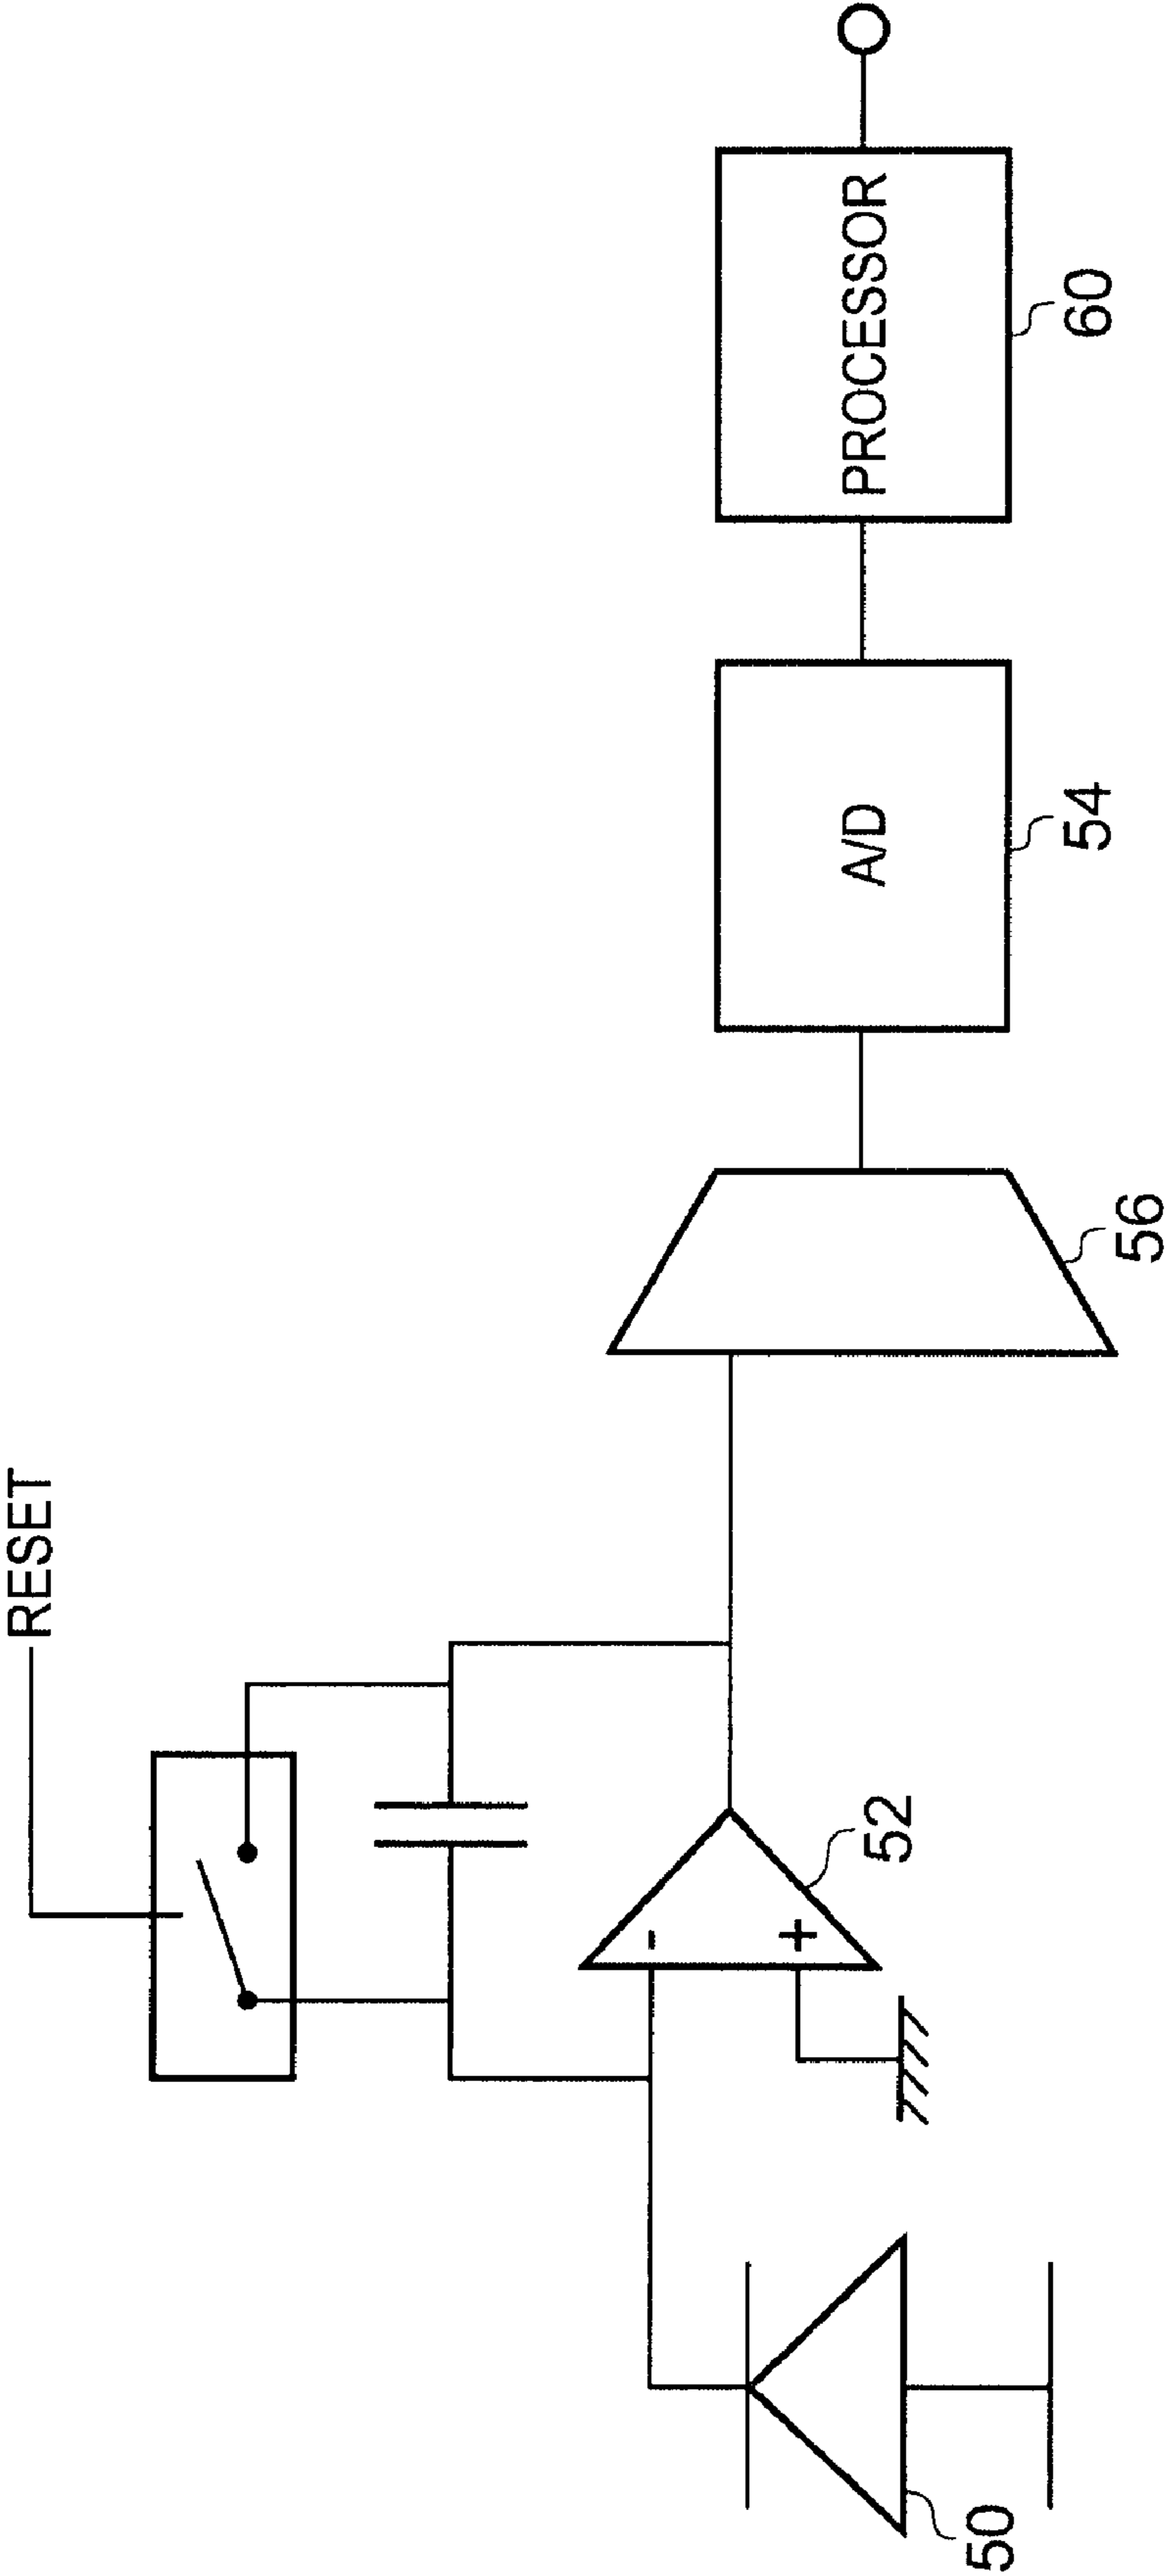 RESET
-
+
50
52
56
A/D
54
PROCESSOR
60